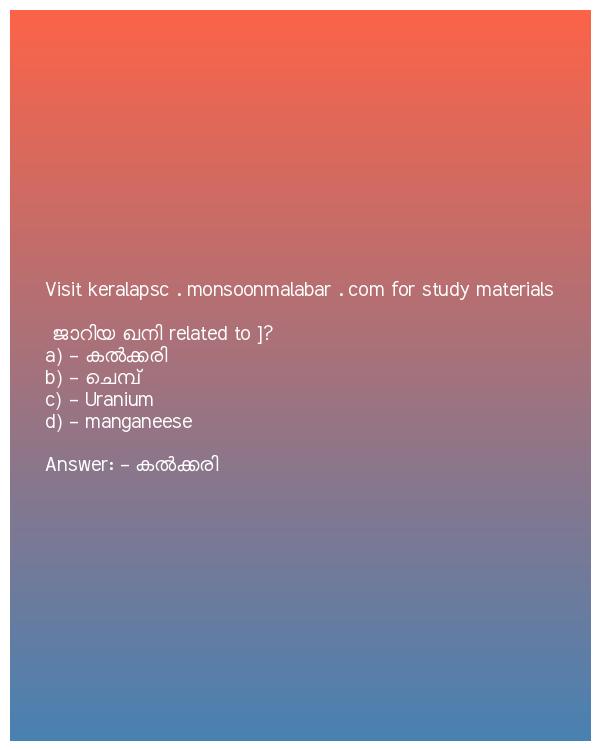 Visit keralapsc . monsoonmalabar . com for study materials
ജാറിയ ഖനി related to ]?
a) – കൽക്കരി
b) – ചെമ്പ്
c) – Uranium
d) – manganeese
Answer: – കൽക്കരി